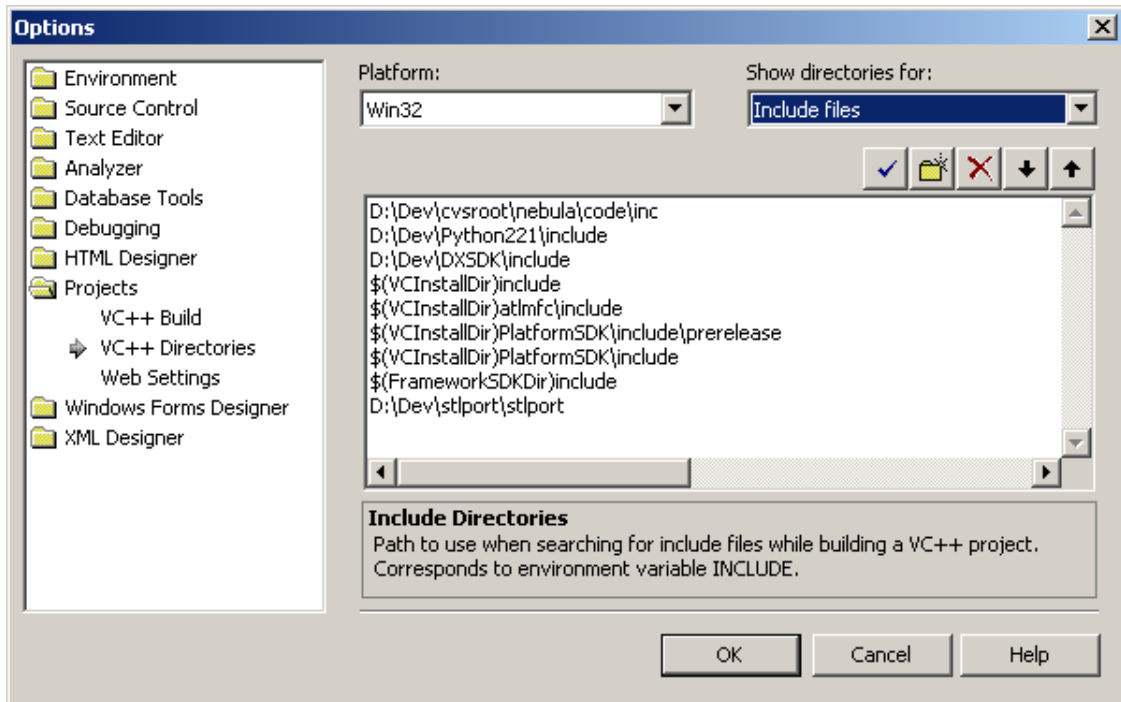 Options
Environment
Source Control
Text Editor
Analyzer
Database Tools
Debugging
HTML Designer
Projects
VC++ Build
VC++ Directories
Web Settings
Windows Forms Designer
XML Designer
Platform:
Win32
Show directories for:
Include files
D:\Dev\cvsroot\nebula\code\inc
D:\Dev\Python221\include
D:\Dev\DXSDK\include
$(VCInstallDir)include
$(VCInstallDir)atlmfc\include
$(VCInstallDir)PlatformSDK\include\prerelease
$(VCInstallDir)PlatformSDK\include
$(FrameworkSDKDir)include
D:\Dev\stlport\stlport
Include Directories
Path to use when searching for include files while building a VC++ project.
Corresponds to environment variable INCLUDE.
OK
Cancel
Help